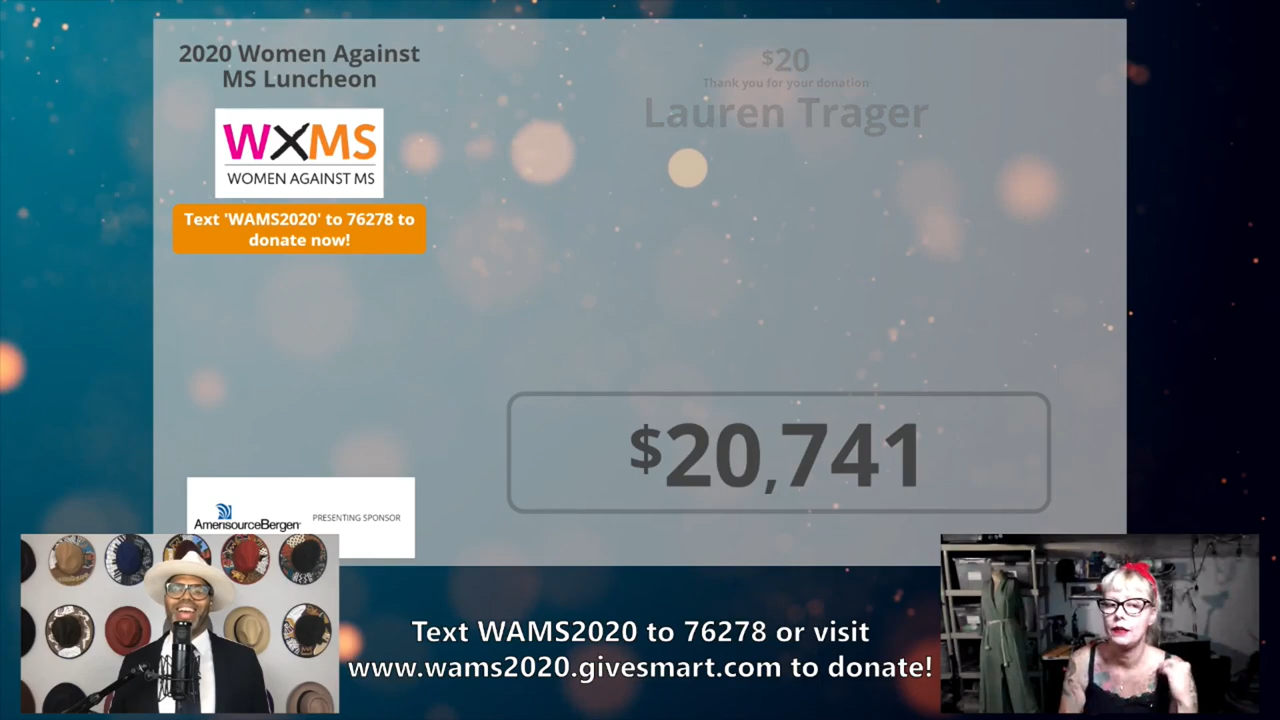 2020 Women Against
MS Luncheon
WXMS
WOMEN AGAINST MS
Text 'WAMS2020' to 76278 to
donate now!
$20
Thank you for your donation
Lauren Trager
$20,741
AmerisourceBergen
PRESENTING SPONSOR
Text WAMS2020 to 76278 or visit
www.wams2020.givesmart.com to donate!